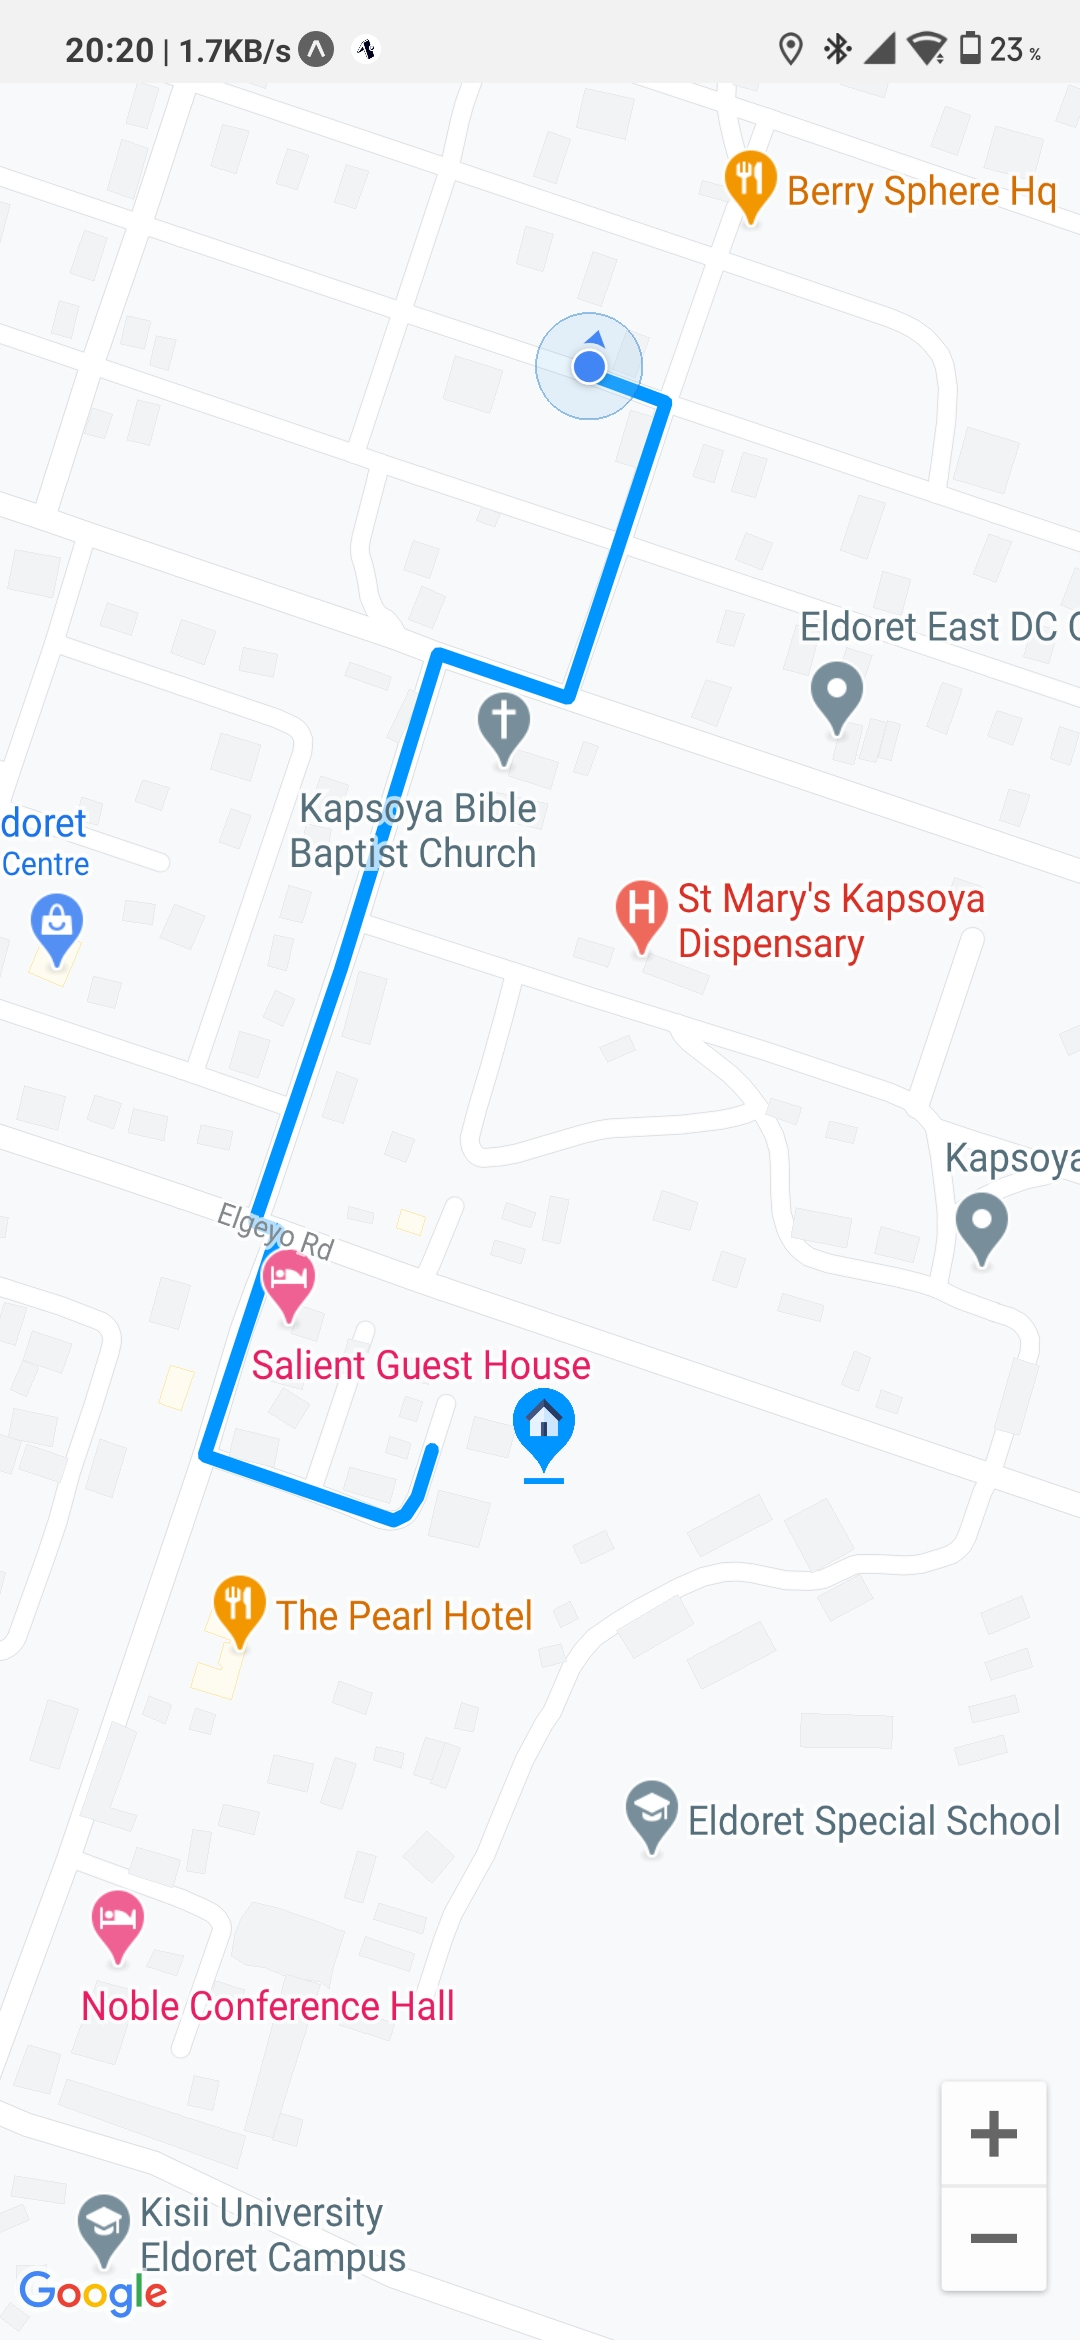 20:20 | 1.7KB/s
23 %
Berry Sphere Hq
Eldoret East DC
Kapsoya Bible
Baptist Church
doret
Centre
St Mary's Kapsoya
Dispensary
Kapsoya
Elgeyo Rd
Salient Guest House
The Pearl Hotel
Eldoret Special School
Noble Conference Hall
Kisii University
Eldoret Campus
Google